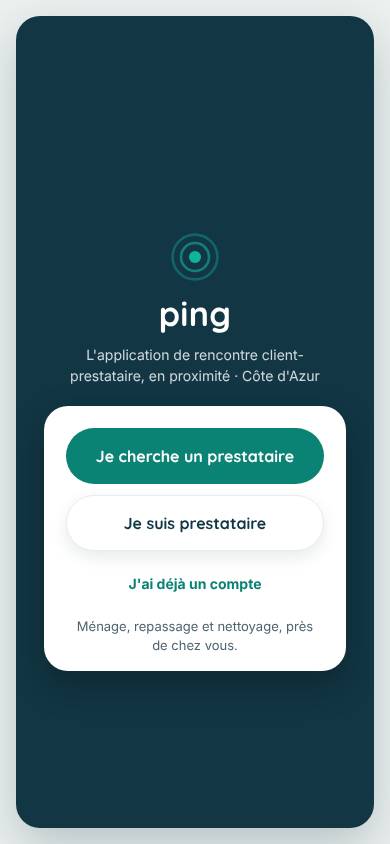 ping
L'application de rencontre client-
prestataire, en proximité · Côte d'Azur
Je cherche un prestataire
Je suis prestataire
J'ai déjà un compte
Ménage, repassage et nettoyage, près
de chez vous.